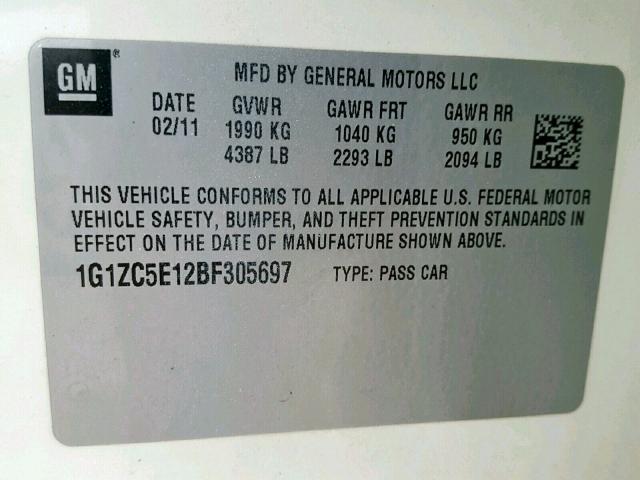 GM®
MFD BY GENERAL MOTORS LLC
DATE GVWR GAWR FRT GAWR RR
02/11 1990 KG 1040 KG 950 KG
4387 LB 2293 LB 2094 LB
THIS VEHICLE CONFORMS TO ALL APPLICABLE U.S. FEDERAL MOTOR
VEHICLE SAFETY, BUMPER, AND THEFT PREVENTION STANDARDS IN
EFFECT ON THE DATE OF MANUFACTURE SHOWN ABOVE.
1G1ZC5E12BF305697 TYPE: PASS CAR